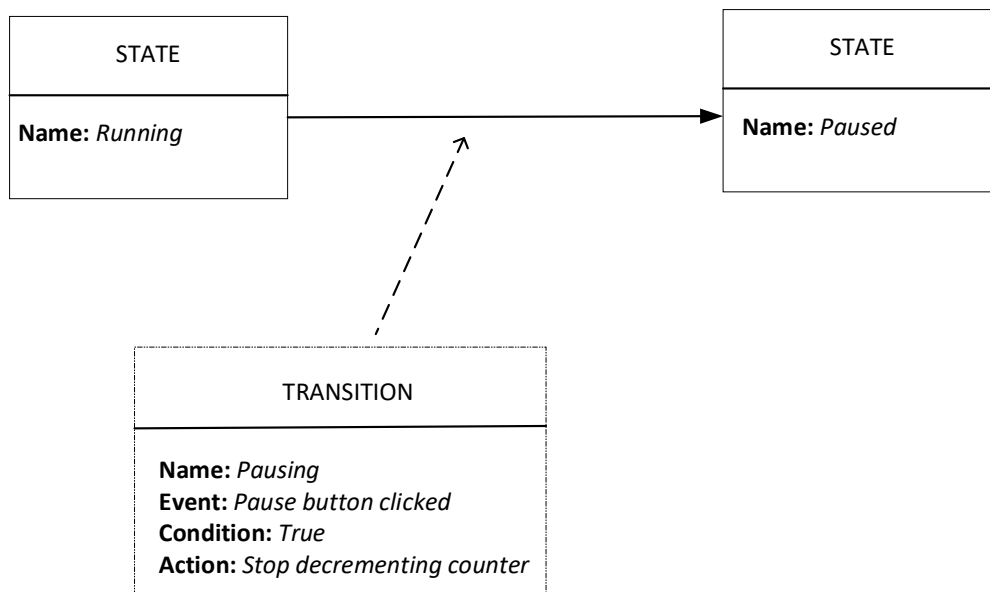 STATE
Name: Running
STATE
Name: Paused
TRANSITION
Name: Pausing
Event: Pause button clicked
Condition: True
Action: Stop decrementing counter